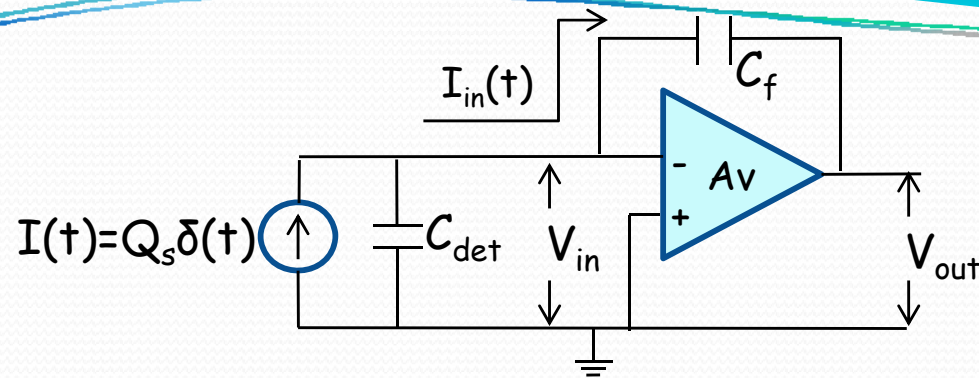 I_in(t)
C_f
-
Av
+
I(t)=Q_sδ(t)
C_det
V_in
V_out